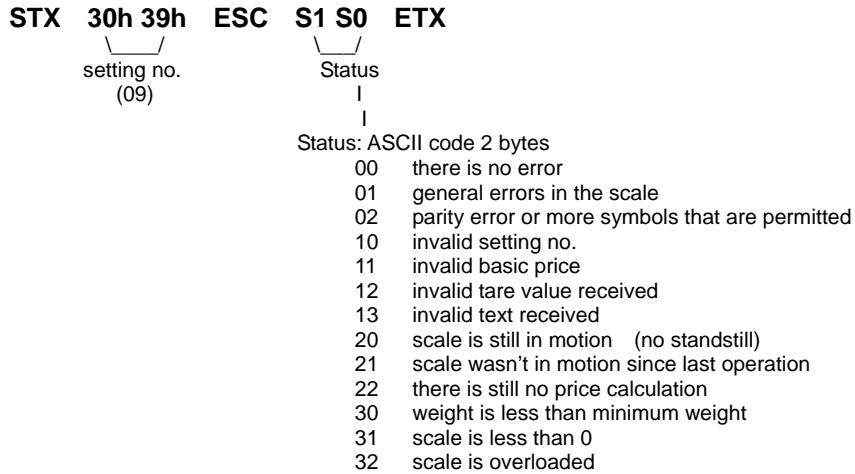 STX 30h 39h ESC S1 S0 ETX
\____/ \___/
setting no. Status
(09) I
I
Status: ASCII code 2 bytes
00 there is no error
01 general errors in the scale
02 parity error or more symbols that are permitted
10 invalid setting no.
11 invalid basic price
12 invalid tare value received
13 invalid text received
20 scale is still in motion (no standstill)
21 scale wasn't in motion since last operation
22 there is still no price calculation
30 weight is less than minimum weight
31 scale is less than 0
32 scale is overloaded